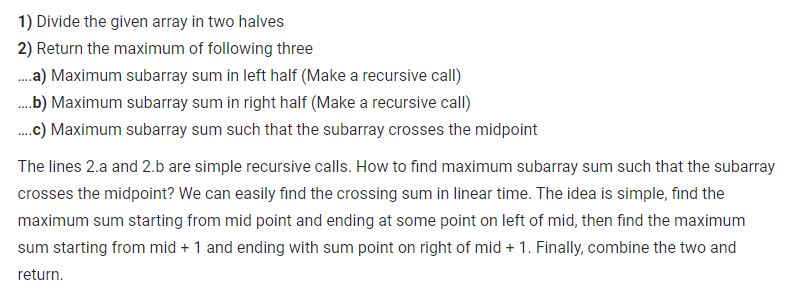 1) Divide the given array in two halves
2) Return the maximum of following three
....a) Maximum subarray sum in left half (Make a recursive call)
....b) Maximum subarray sum in right half (Make a recursive call)
....c) Maximum subarray sum such that the subarray crosses the midpoint
The lines 2.a and 2.b are simple recursive calls. How to find maximum subarray sum such that the subarray
crosses the midpoint? We can easily find the crossing sum in linear time. The idea is simple, find the
maximum sum starting from mid point and ending at some point on left of mid, then find the maximum
sum starting from mid + 1 and ending with sum point on right of mid + 1. Finally, combine the two and
return.